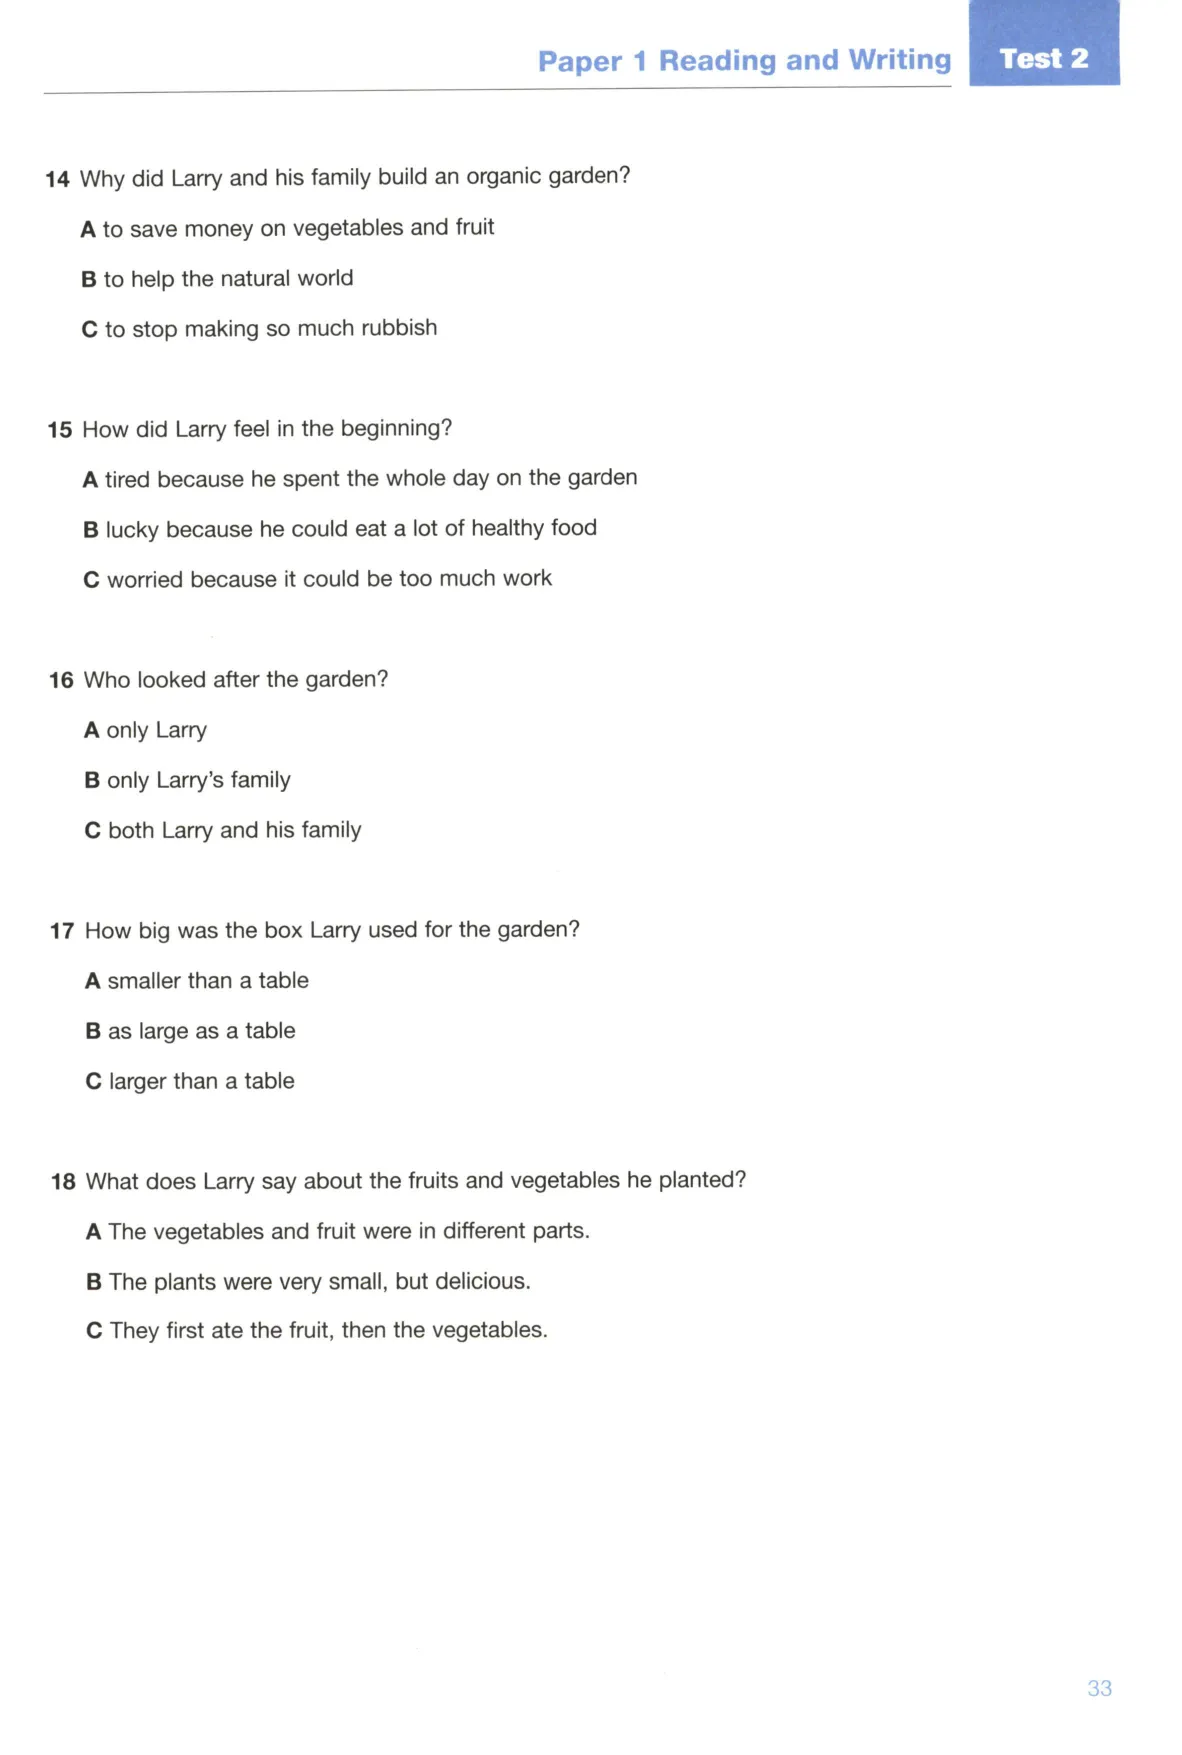 Paper 1 Reading and Writing Test 2
14 Why did Larry and his family build an organic garden?
A to save money on vegetables and fruit
B to help the natural world
C to stop making so much rubbish
15 How did Larry feel in the beginning?
A tired because he spent the whole day on the garden
B lucky because he could eat a lot of healthy food
C worried because it could be too much work
16 Who looked after the garden?
A only Larry
B only Larry's family
C both Larry and his family
17 How big was the box Larry used for the garden?
A smaller than a table
B as large as a table
C larger than a table
18 What does Larry say about the fruits and vegetables he planted?
A The vegetables and fruit were in different parts.
B The plants were very small, but delicious.
C They first ate the fruit, then the vegetables.
33